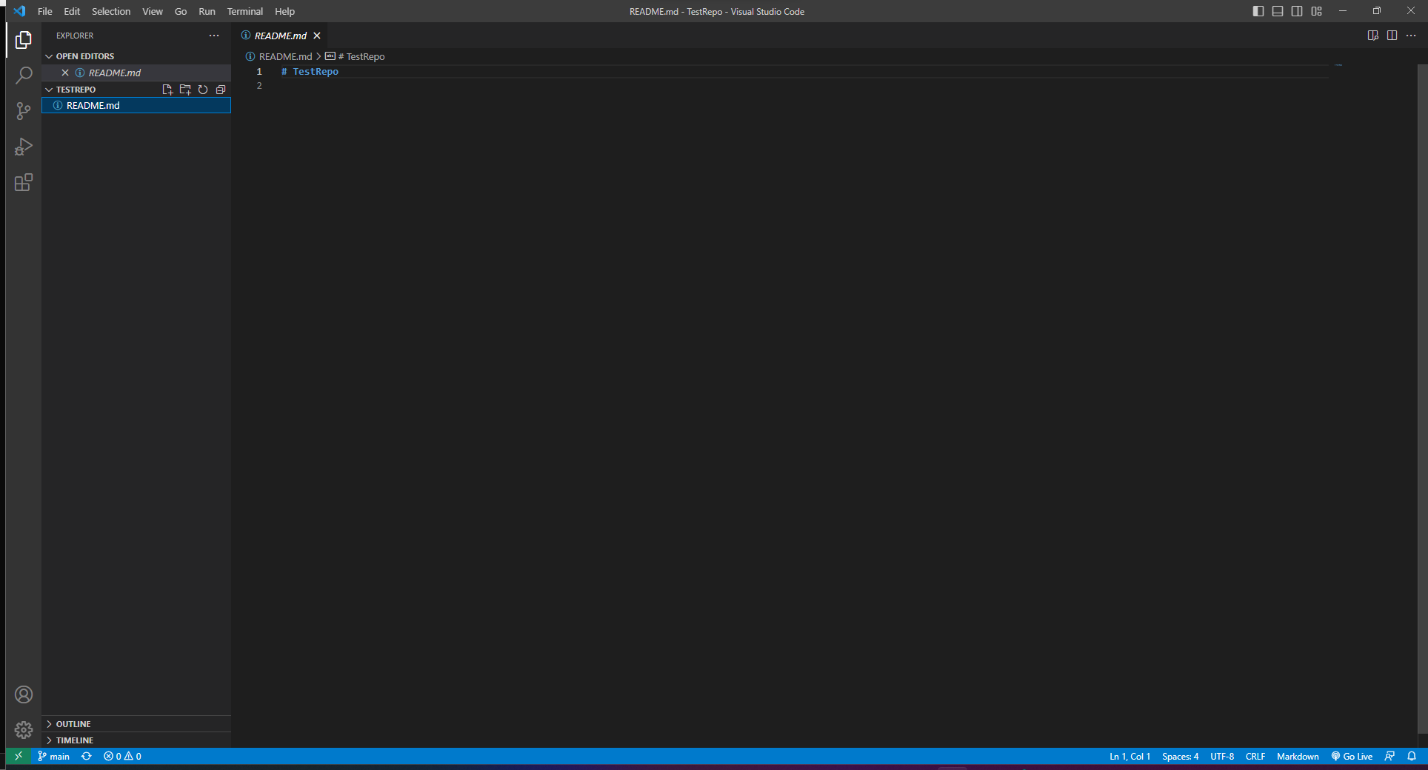 File Edit Selection View Go Run Terminal Help
README.md - TestRepo - Visual Studio Code
EXPLORER
OPEN EDITORS
README.md
TESTREPO
README.md
OUTLINE
TIMELINE
README.md
README.md > # TestRepo
1 # TestRepo
2
main 0 0
Ln 1, Col 1 Spaces: 4 UTF-8 CRLF Markdown Go Live